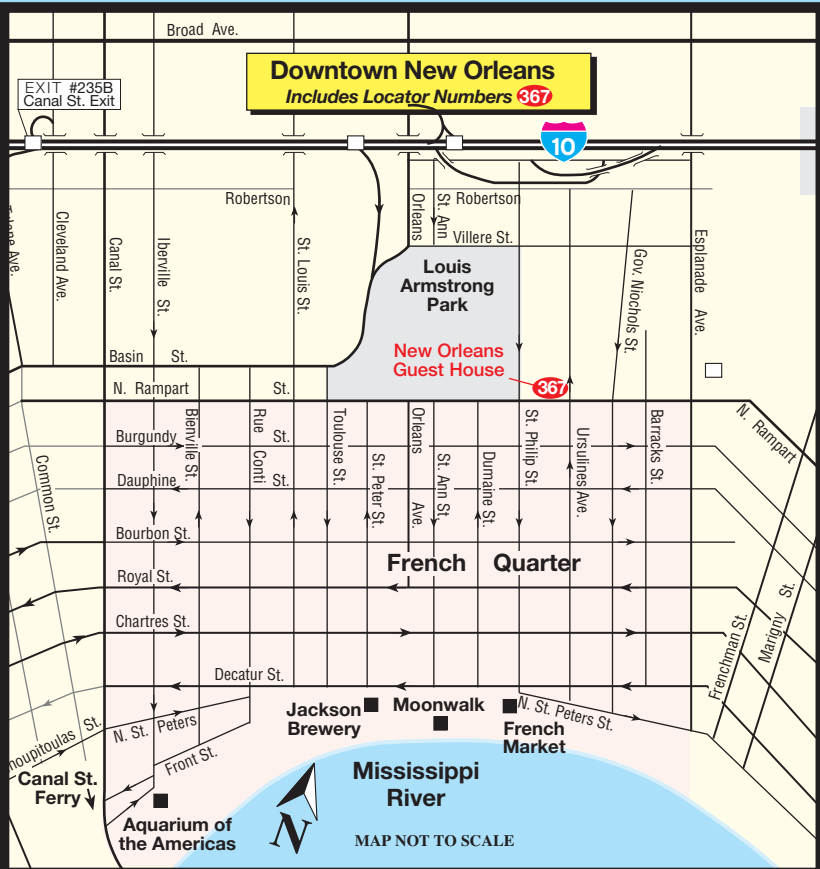 Broad Ave.
Downtown New Orleans
Includes Locator Numbers 367
EXIT #235B
Canal St. Exit
10
Robertson
Orleans
St. Ann
Robertson
Villere St.
Ave.
Cleveland Ave.
Canal St.
Iberville St.
St. Louis St.
Gov. Niochols St.
Esplanade Ave.
Louis
Armstrong
Park
New Orleans
Guest House
367
Basin St.
N. Rampart St.
N. Rampart
Common St.
Burgundy St.
Bienville St.
Rue Conti
Toulouse St.
St. Peter St.
Orleans Ave.
St. Ann St.
Dumaine St.
St. Philip St.
Ursulines Ave.
Barracks St.
Dauphine St.
Bourbon St.
French Quarter
Royal St.
Chartres St.
Frenchman St.
Marigny St.
Decatur St.
Jackson
Brewery
Moonwalk
French
Market
N. St. Peters St.
N. St. Peters
Front St.
houpitoulas St.
Canal St.
Ferry
Aquarium of
the Americas
Mississippi
River
N
MAP NOT TO SCALE